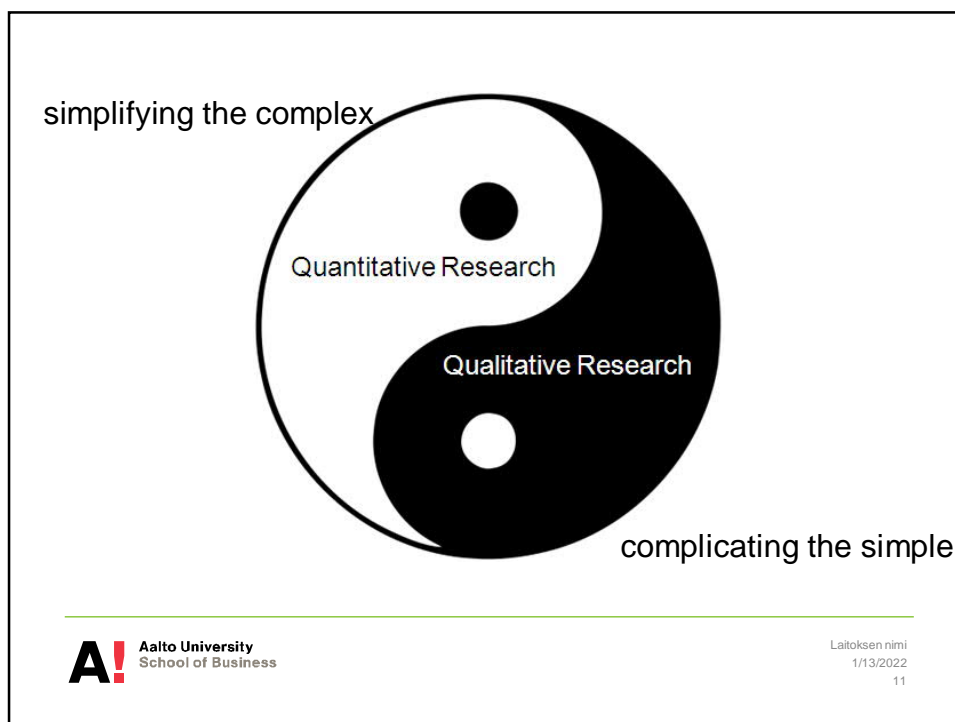 simplifying the complex
Quantitative Research
Qualitative Research
complicating the simple
A!
Aalto University
School of Business
Laitoksen nimi
1/13/2022
11